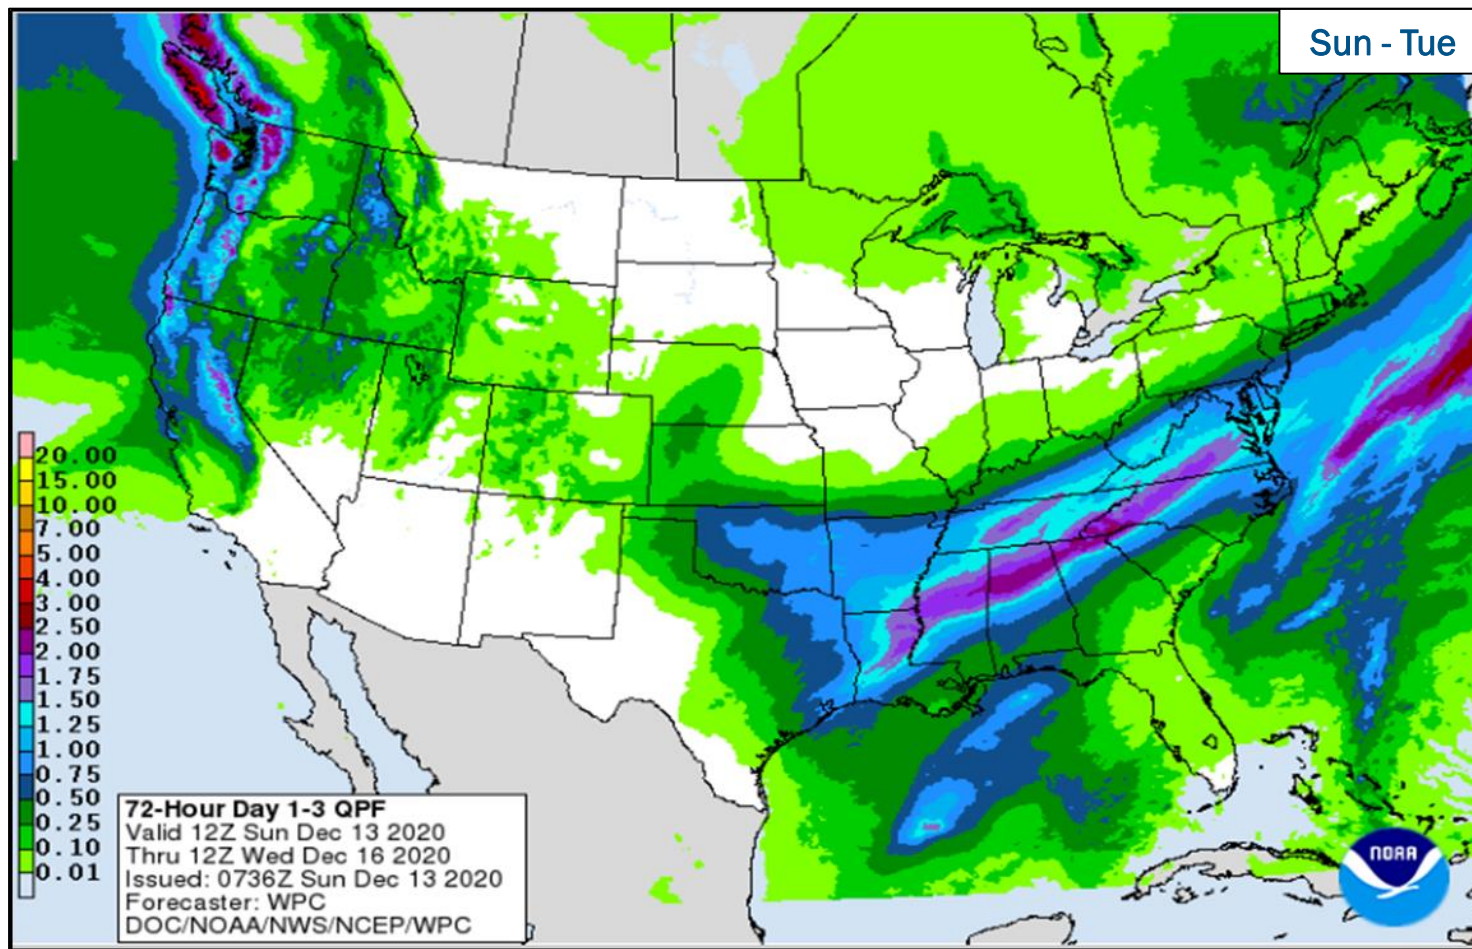 Sun - Tue
20.00
15.00
10.00
7.00
5.00
4.00
3.00
2.50
2.00
1.75
1.50
1.25
1.00
0.75
0.50
0.25
0.10
0.01
72-Hour Day 1-3 QPF
Valid 12Z Sun Dec 13 2020
Thru 12Z Wed Dec 16 2020
Issued: 0736Z Sun Dec 13 2020
Forecaster: WPC
DOC/NOAA/NWS/NCEP/WPC
NOAA